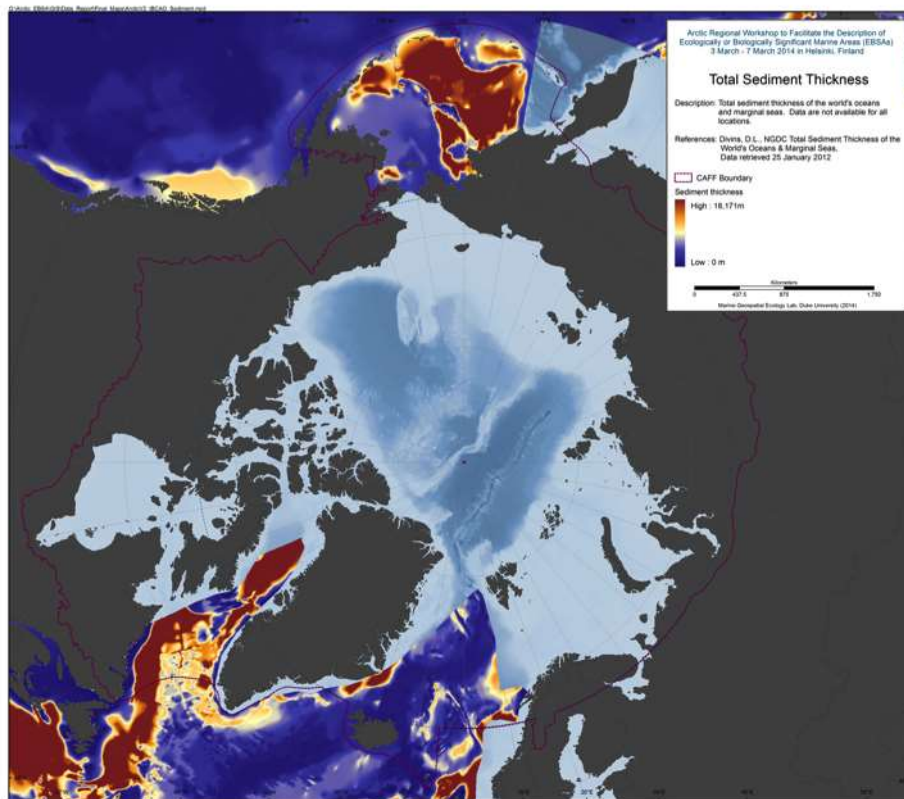 Arctic Regional Workshop to Facilitate the Description of
Ecologically or Biologically Significant Marine Areas (EBSAs)
3 March - 7 March 2014 in Helsinki, Finland
Total Sediment Thickness
Description: Total sediment thickness of the world's oceans
and marginal seas. Data are not available for all
locations.
References: Divins, D.L., NGDC Total Sediment Thickness of the
World's Oceans & Marginal Seas,
Data retrieved 25 January 2012
CAFF Boundary
Sediment thickness
High : 18,171m
Low : 0 m
Kilometers
0 437.5 875 1,750
Marine Geospatial Ecology Lab, Duke University (2014)